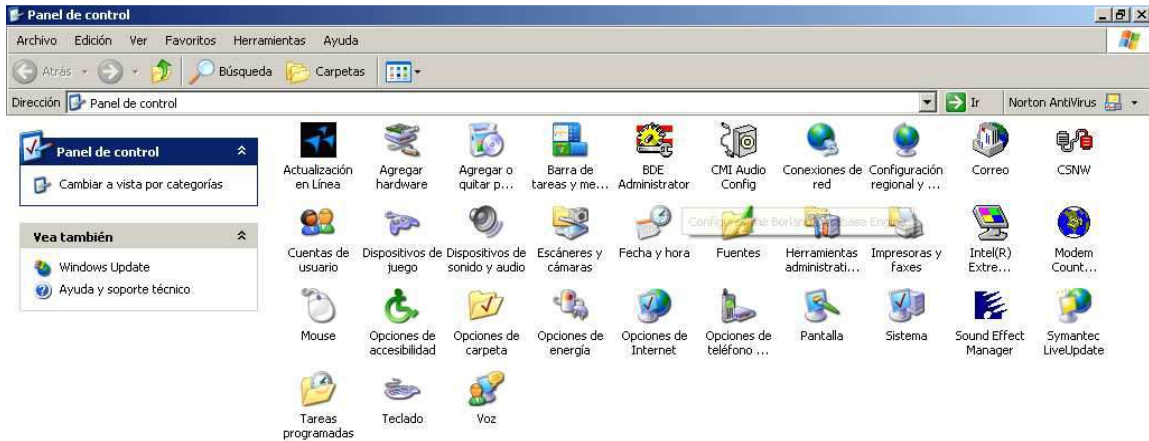 Panel de control
Archivo Edición Ver Favoritos Herramientas Ayuda
Atrás Búsqueda Carpetas
Dirección Panel de control Ir Norton AntiVirus
Panel de control
Cambiar a vista por categorías
Vea también
Windows Update
Ayuda y soporte técnico
Actualización en Línea
Agregar hardware
Agregar o quitar p...
Barra de tareas y me...
BDE Administrator
CMI Audio Config
Conexiones de red
Configuración regional y ...
Correo
CSNW
Configure the Borland Database Engine
Cuentas de usuario
Dispositivos de juego
Dispositivos de sonido y audio
Escáneres y cámaras
Fecha y hora
Fuentes
Herramientas administrati...
Impresoras y faxes
Intel(R) Extre...
Modem Count...
Mouse
Opciones de accesibilidad
Opciones de carpeta
Opciones de energía
Opciones de Internet
Opciones de teléfono ...
Pantalla
Sistema
Sound Effect Manager
Symantec LiveUpdate
Tareas programadas
Teclado
Voz